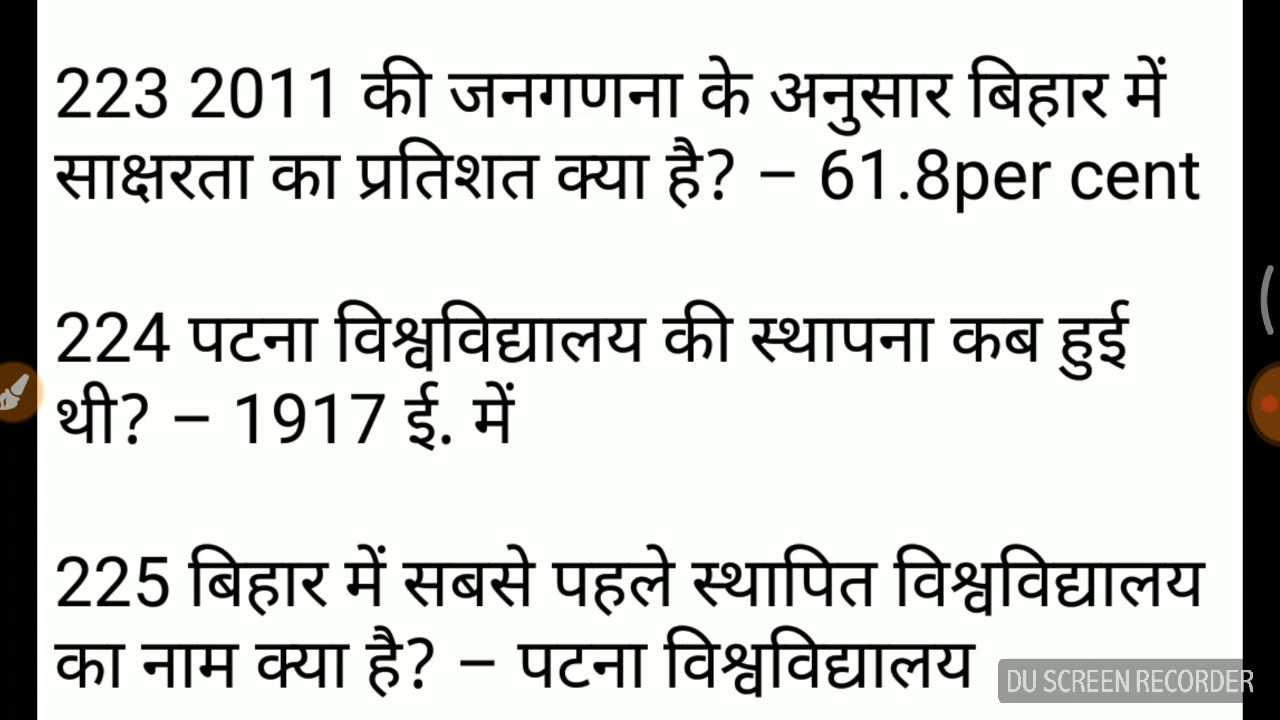 223 2011 की जनगणना के अनुसार बिहार में
साक्षरता का प्रतिशत क्या है? – 61.8per cent
224 पटना विश्वविद्यालय की स्थापना कब हुई
थी? – 1917 ई. में
225 बिहार में सबसे पहले स्थापित विश्वविद्यालय
का नाम क्या है? – पटना विश्वविद्यालय
DU SCREEN RECORDER